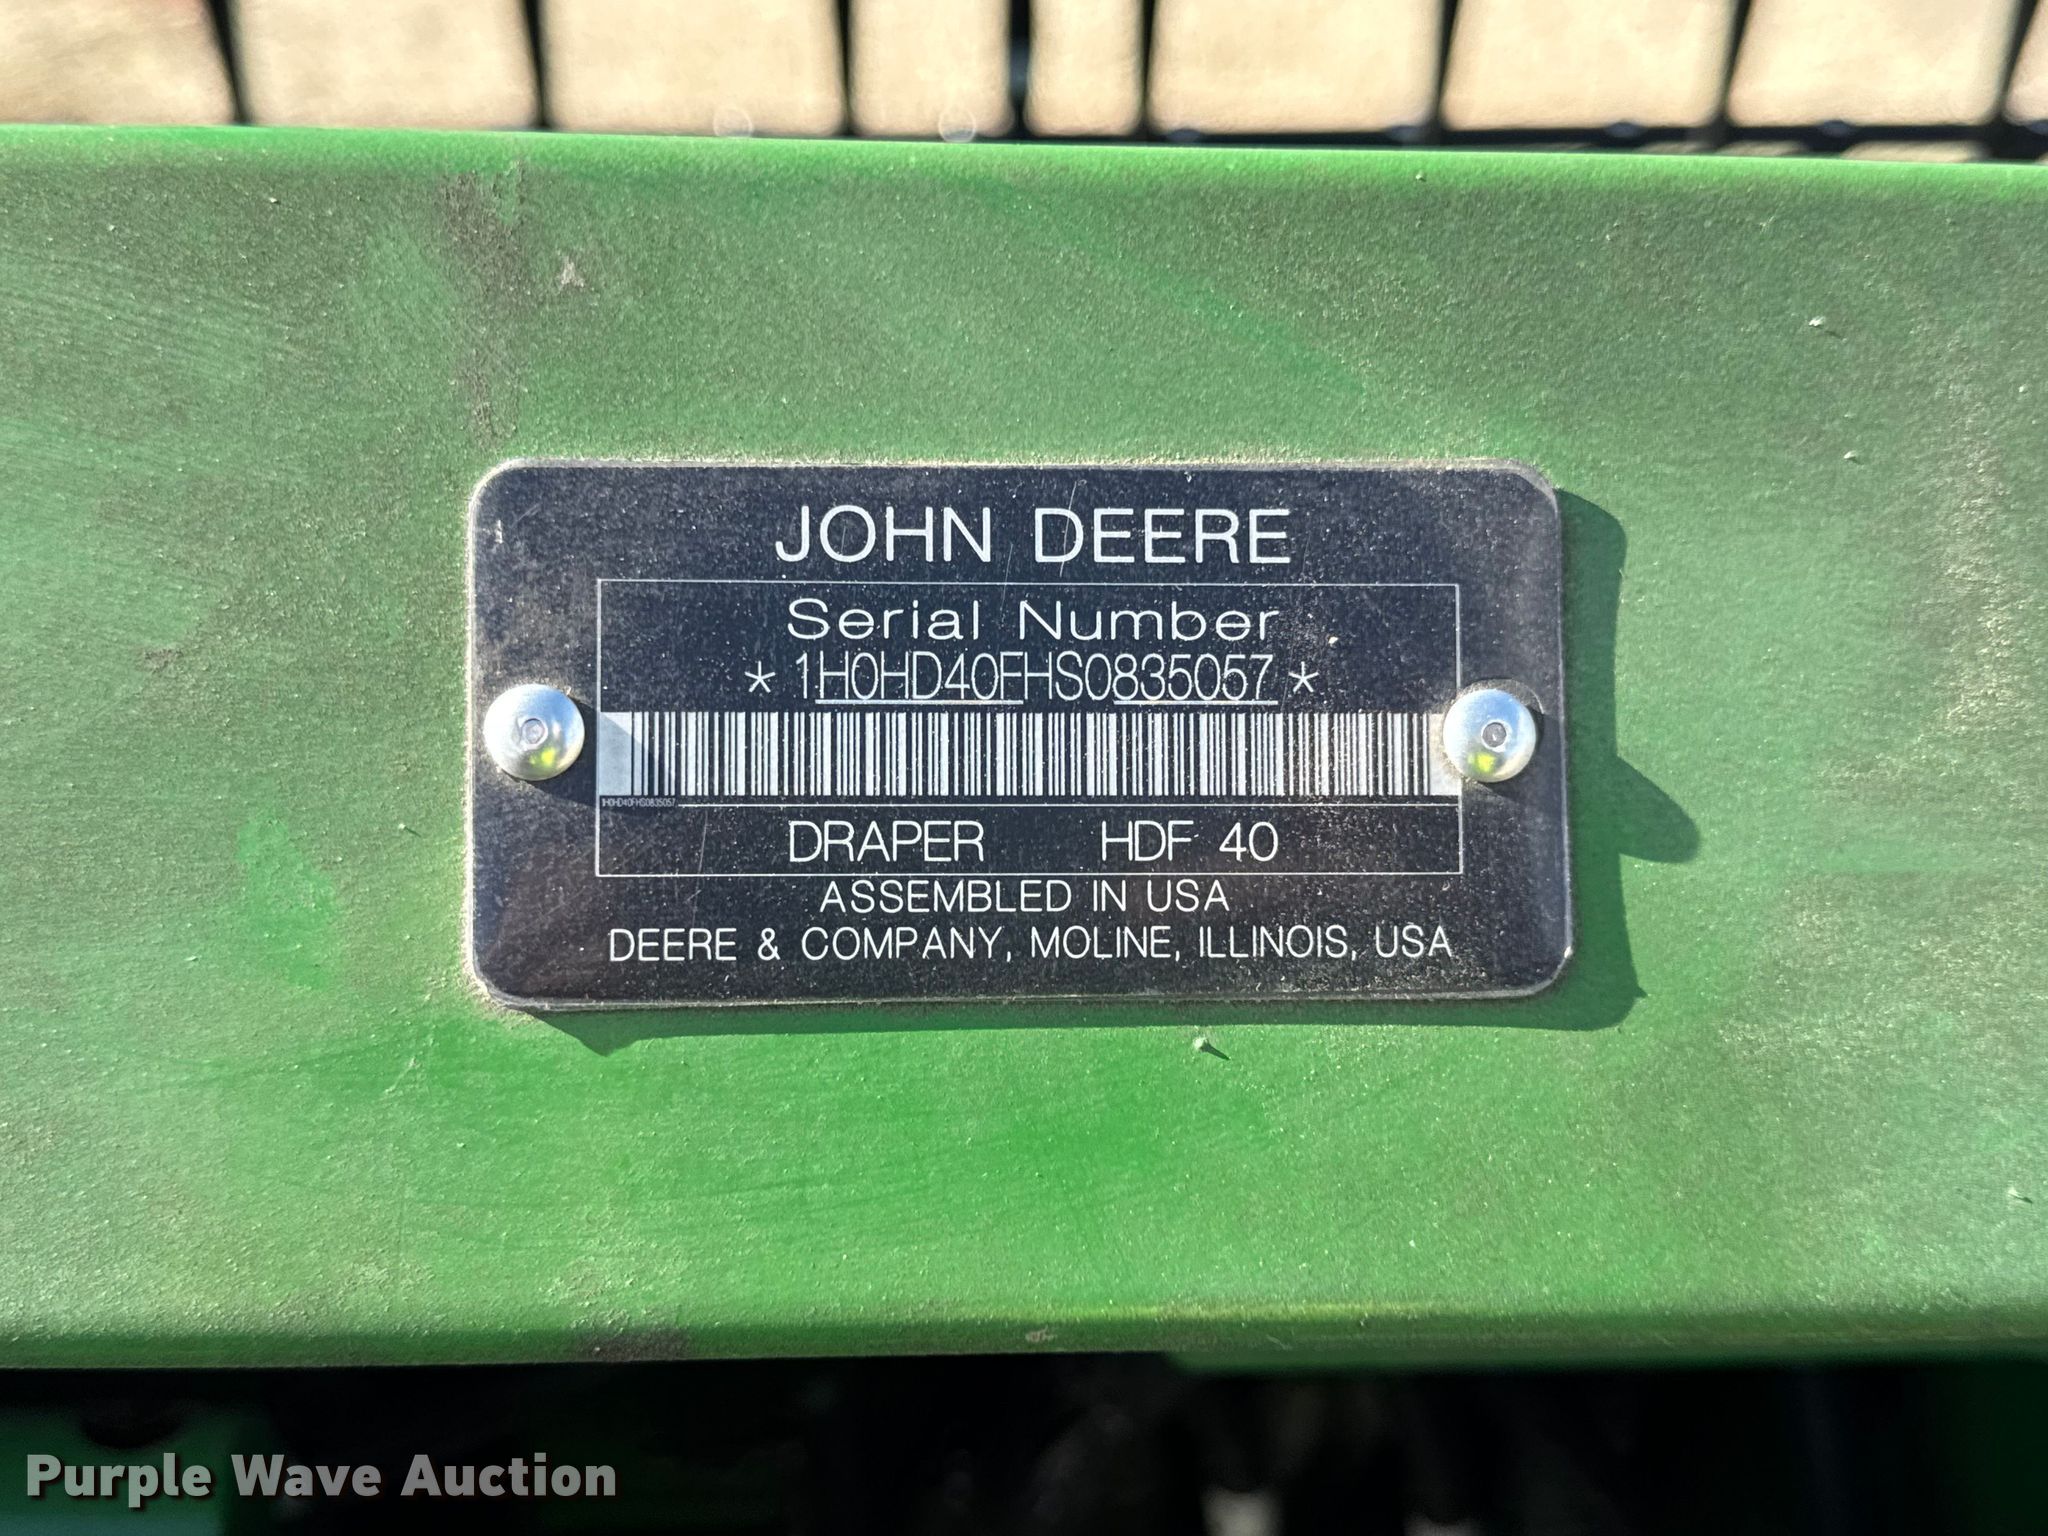 JOHN DEERE
Serial Number
* 1H0HD40FHS0835057 *
1H0HD40FHS0835057
DRAPER HDF 40
ASSEMBLED IN USA
DEERE & COMPANY, MOLINE, ILLINOIS, USA
Purple Wave Auction